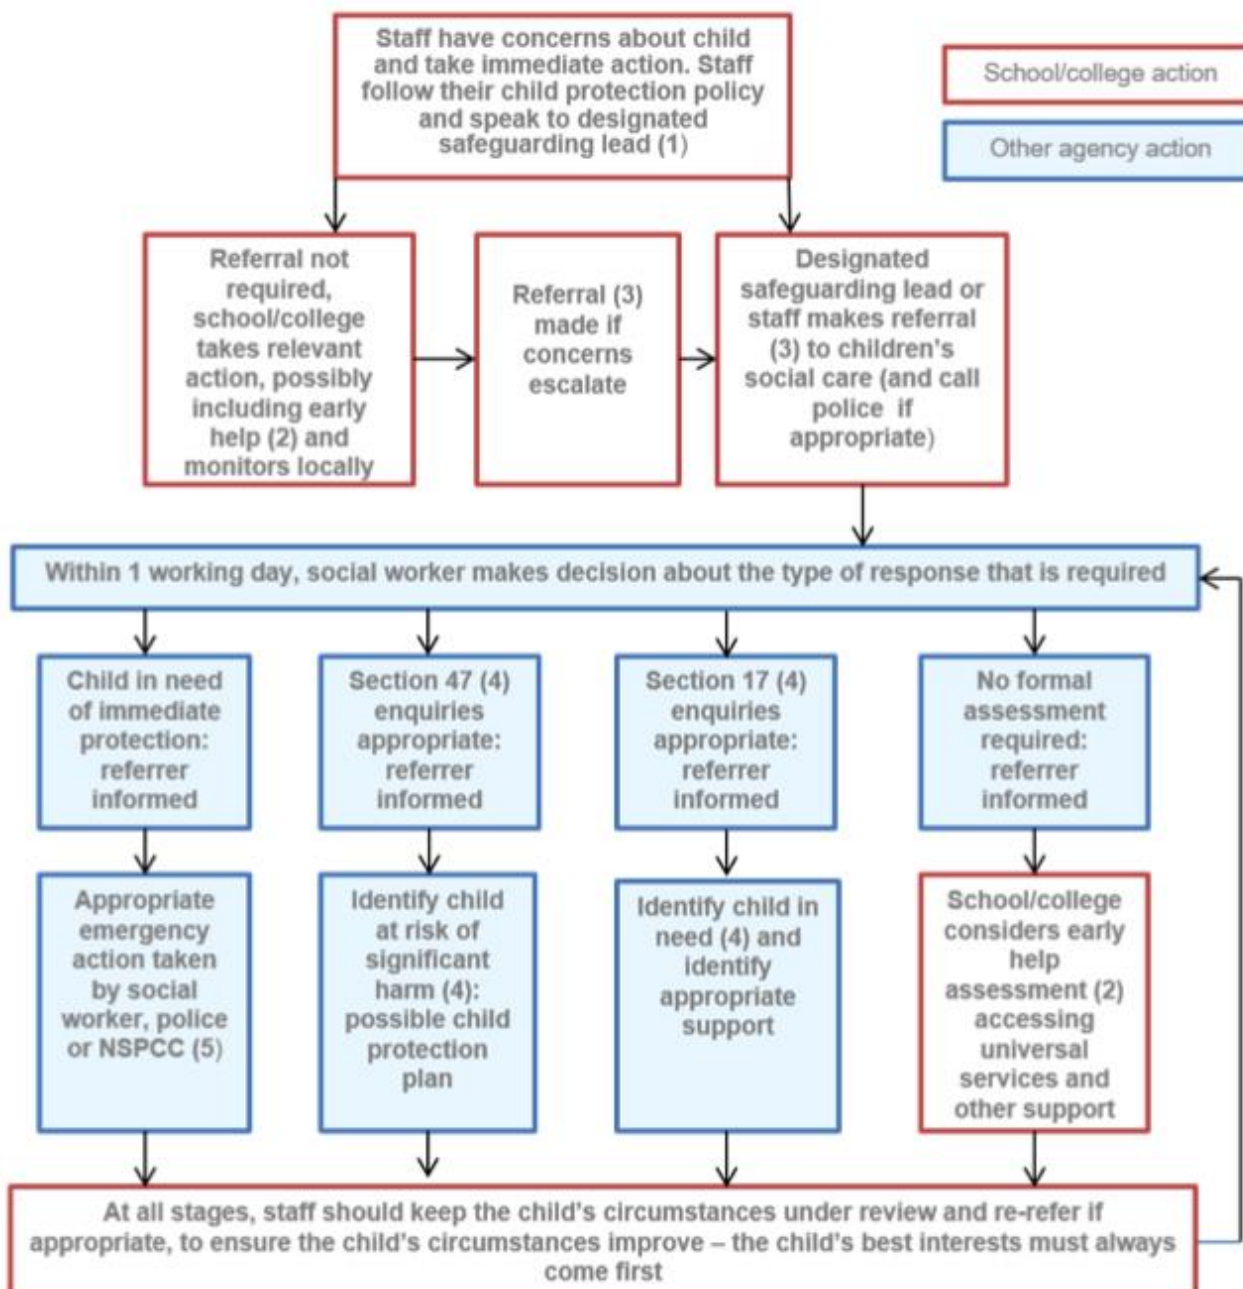 Staff have concerns about child
and take immediate action. Staff
follow their child protection policy
and speak to designated
safeguarding lead (1)
School/college action
Other agency action
Referral not
required,
school/college
takes relevant
action, possibly
including early
help (2) and
monitors locally
Referral (3)
made if
concerns
escalate
Designated
safeguarding lead or
staff makes referral
(3) to children's
social care (and call
police if
appropriate)
Within 1 working day, social worker makes decision about the type of response that is required
Child in need
of immediate
protection:
referrer
informed
Section 47 (4)
enquiries
appropriate:
referrer
informed
Section 17 (4)
enquiries
appropriate:
referrer
informed
No formal
assessment
required:
referrer
informed
Appropriate
emergency
action taken
by social
worker, police
or NSPCC (5)
Identify child
at risk of
significant
harm (4):
possible child
protection
plan
Identify child in
need (4) and
identify
appropriate
support
School/college
considers early
help
assessment (2)
accessing
universal
services and
other support
At all stages, staff should keep the child's circumstances under review and re-refer if
appropriate, to ensure the child's circumstances improve – the child's best interests must always
come first